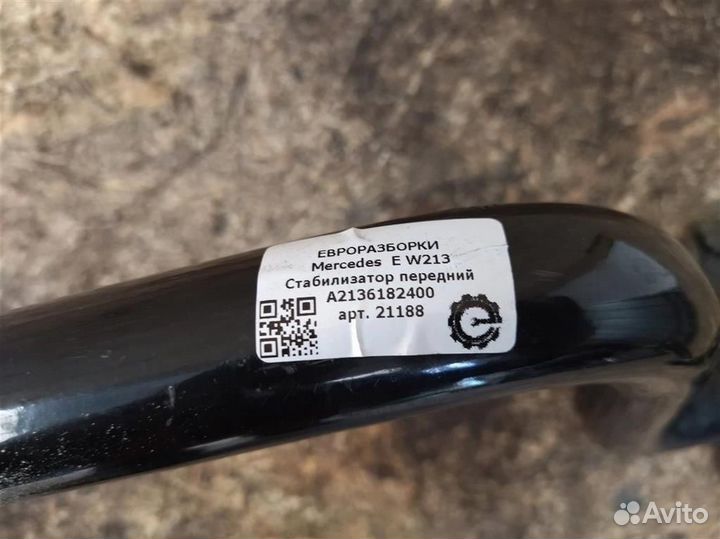 ЕВРОРАЗБОРКИ
Mercedes E W213
Стабилизатор передний
A2136182400
арт. 21188
Avito